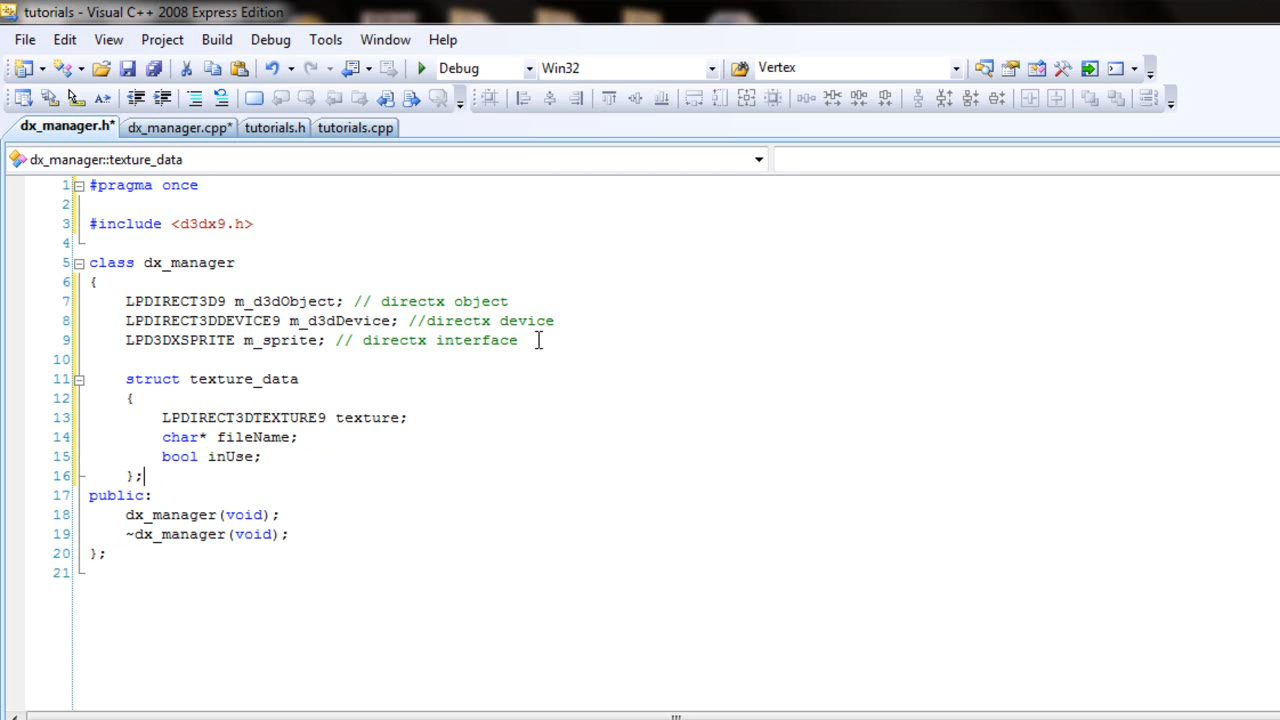 tutorials - Visual C++ 2008 Express Edition
File Edit View Project Build Debug Tools Window Help
Debug Win32 Vertex
dx_manager.h* dx_manager.cpp* tutorials.h tutorials.cpp
dx_manager::texture_data
1 #pragma once
2
3 #include <d3dx9.h>
4
5 class dx_manager
6 {
7 LPDIRECT3D9 m_d3dObject; // directx object
8 LPDIRECT3DDEVICE9 m_d3dDevice; //directx device
9 LPD3DXSPRITE m_sprite; // directx interface
10
11 struct texture_data
12 {
13 LPDIRECT3DTEXTURE9 texture;
14 char* fileName;
15 bool inUse;
16 };
17 public:
18 dx_manager(void);
19 ~dx_manager(void);
20 };
21